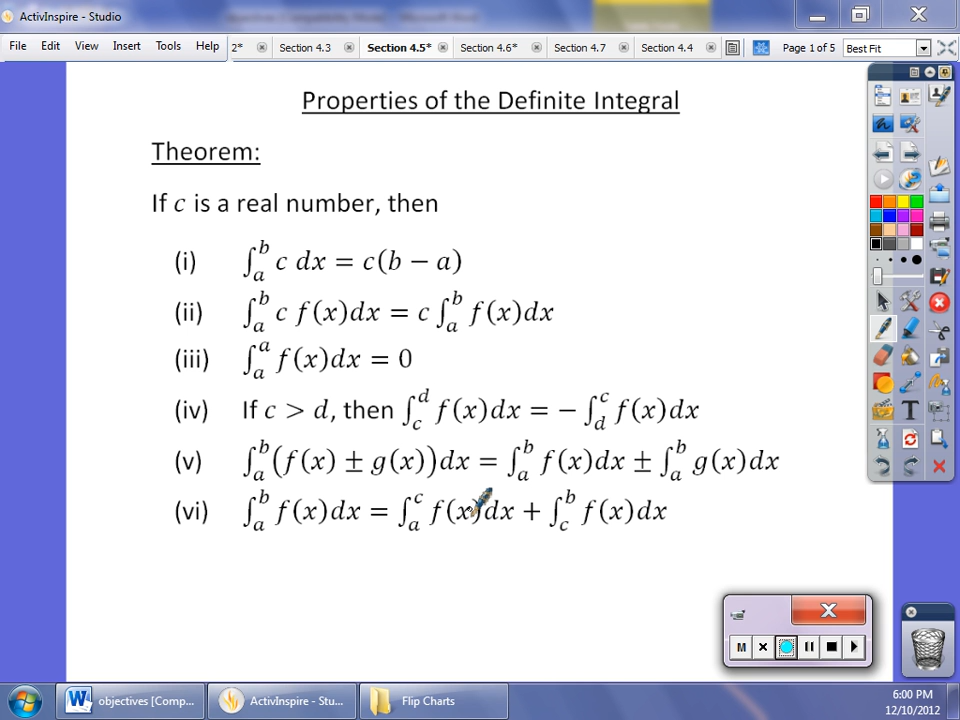 ActivInspire - Studio
File Edit View Insert Tools Help 2* Section 4.3 Section 4.5* Section 4.6* Section 4.7 Section 4.4 Page 1 of 5 Best Fit
Properties of the Definite Integral
Theorem:
If c is a real number, then
(i) ∫_a^b c dx = c(b − a)
(ii) ∫_a^b c f(x)dx = c ∫_a^b f(x)dx
(iii) ∫_a^a f(x)dx = 0
(iv) If c > d, then ∫_c^d f(x)dx = − ∫_d^c f(x)dx
(v) ∫_a^b (f(x) ± g(x))dx = ∫_a^b f(x)dx ± ∫_a^b g(x)dx
(vi) ∫_a^b f(x)dx = ∫_a^c f(x)dx + ∫_c^b f(x)dx
M
objectives [Comp... ActivInspire - Stu... Flip Charts 6:00 PM
12/10/2012